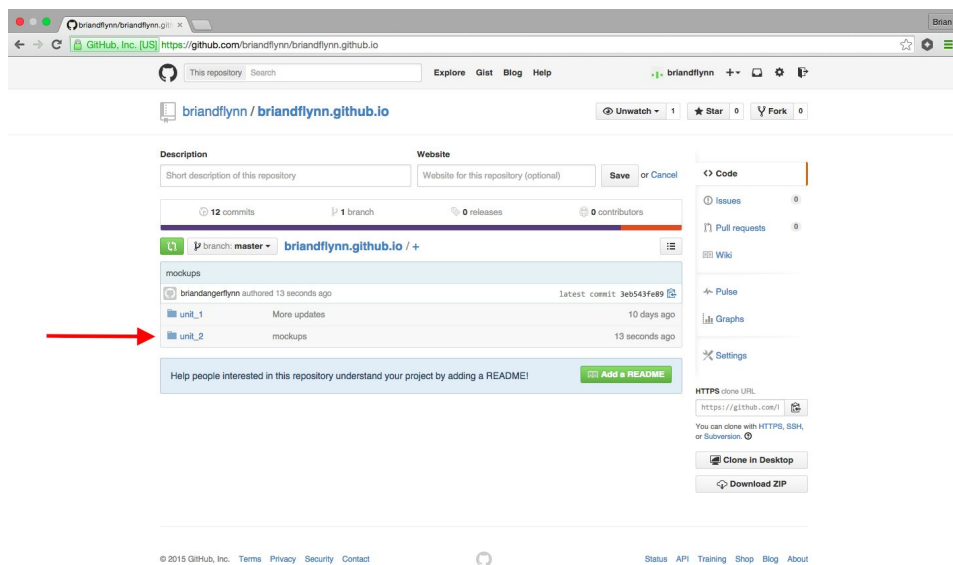 briandflynn/briandflynn.gith
Brian
GitHub, Inc. [US] https://github.com/briandflynn/briandflynn.github.io
This repository Search Explore Gist Blog Help briandflynn
briandflynn / briandflynn.github.io Unwatch 1 Star 0 Fork 0
Description Website
Short description of this repository Website for this repository (optional) Save or Cancel
12 commits 1 branch 0 releases 0 contributors
branch: master briandflynn.github.io / +
mockups
briandangerflynn authored 13 seconds ago latest commit 3eb543fe89
unit_1 More updates 10 days ago
unit_2 mockups 13 seconds ago
Help people interested in this repository understand your project by adding a README! Add a README
Code
Issues 0
Pull requests 0
Wiki
Pulse
Graphs
Settings
HTTPS clone URL
https://github.com/
You can clone with HTTPS, SSH,
or Subversion.
Clone in Desktop
Download ZIP
© 2015 GitHub, Inc. Terms Privacy Security Contact Status API Training Shop Blog About